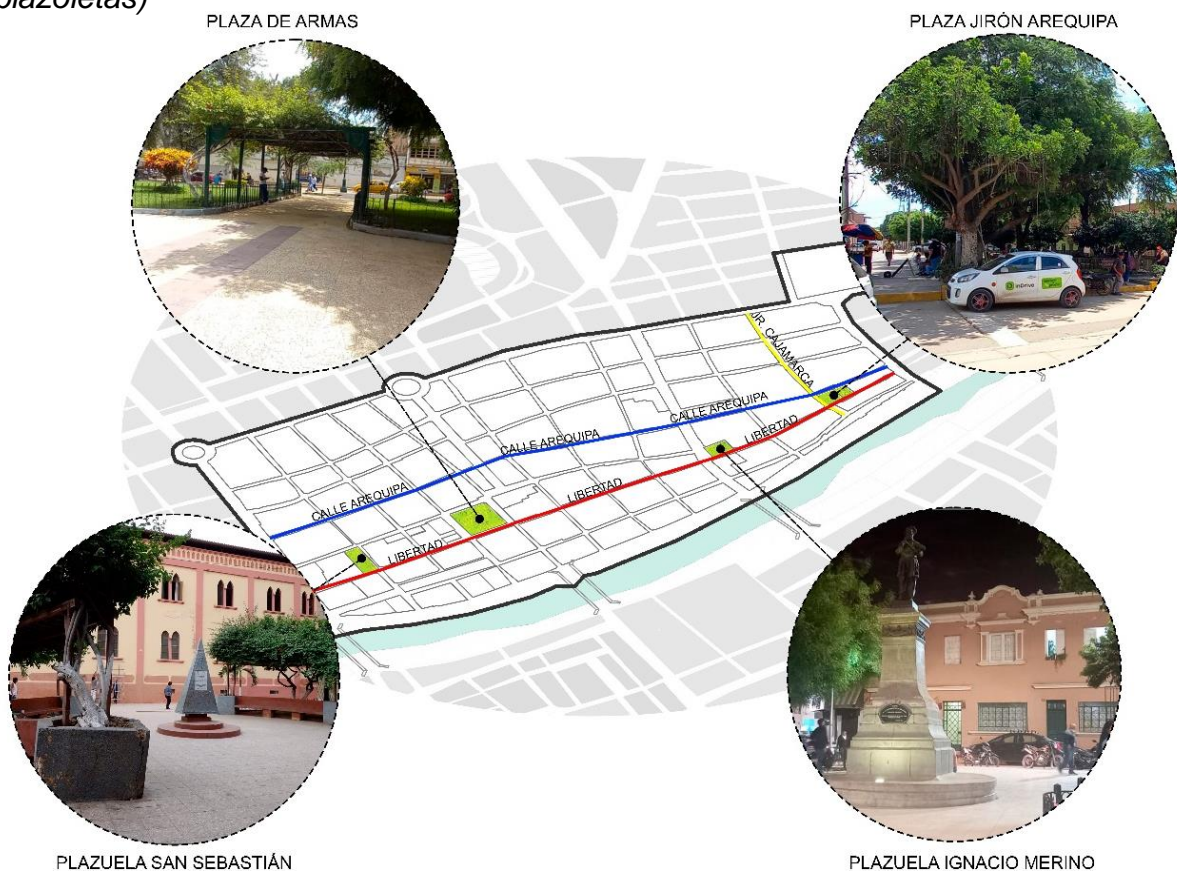 plazoletas)
PLAZA DE ARMAS
PLAZA JIRÓN AREQUIPA
inDrive
JR. CAJAMARCA
CALLE AREQUIPA
CALLE AREQUIPA
CALLE AREQUIPA
LIBERTAD
LIBERTAD
LIBERTAD
PLAZUELA SAN SEBASTIÁN
PLAZUELA IGNACIO MERINO